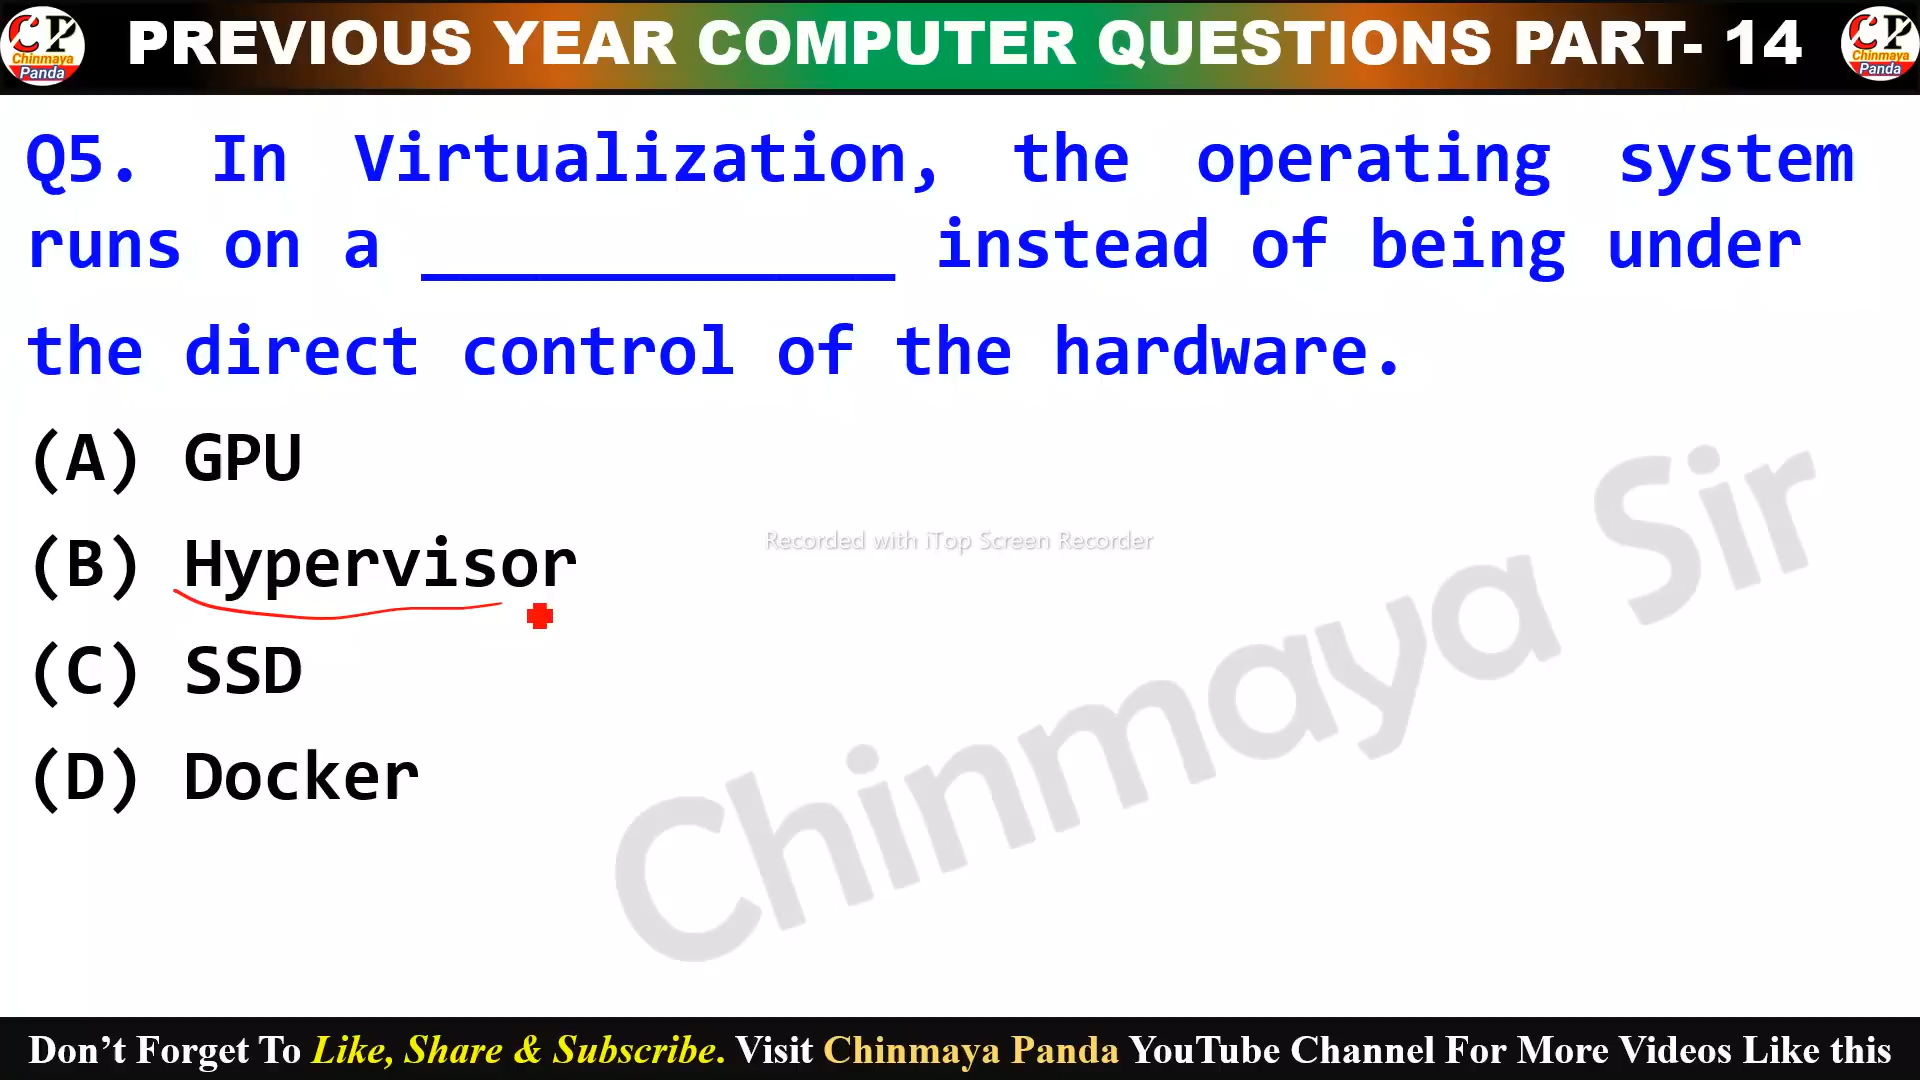 CP
Chinmaya
Panda
PREVIOUS YEAR COMPUTER QUESTIONS PART- 14
CP
Chinmaya
Panda
Q5. In Virtualization, the operating system
runs on a ____________ instead of being under
the direct control of the hardware.
(A) GPU
(B) Hypervisor
(C) SSD
(D) Docker
Recorded with iTop Screen Recorder
Chinmaya Sir
Don’t Forget To Like, Share & Subscribe. Visit Chinmaya Panda YouTube Channel For More Videos Like this